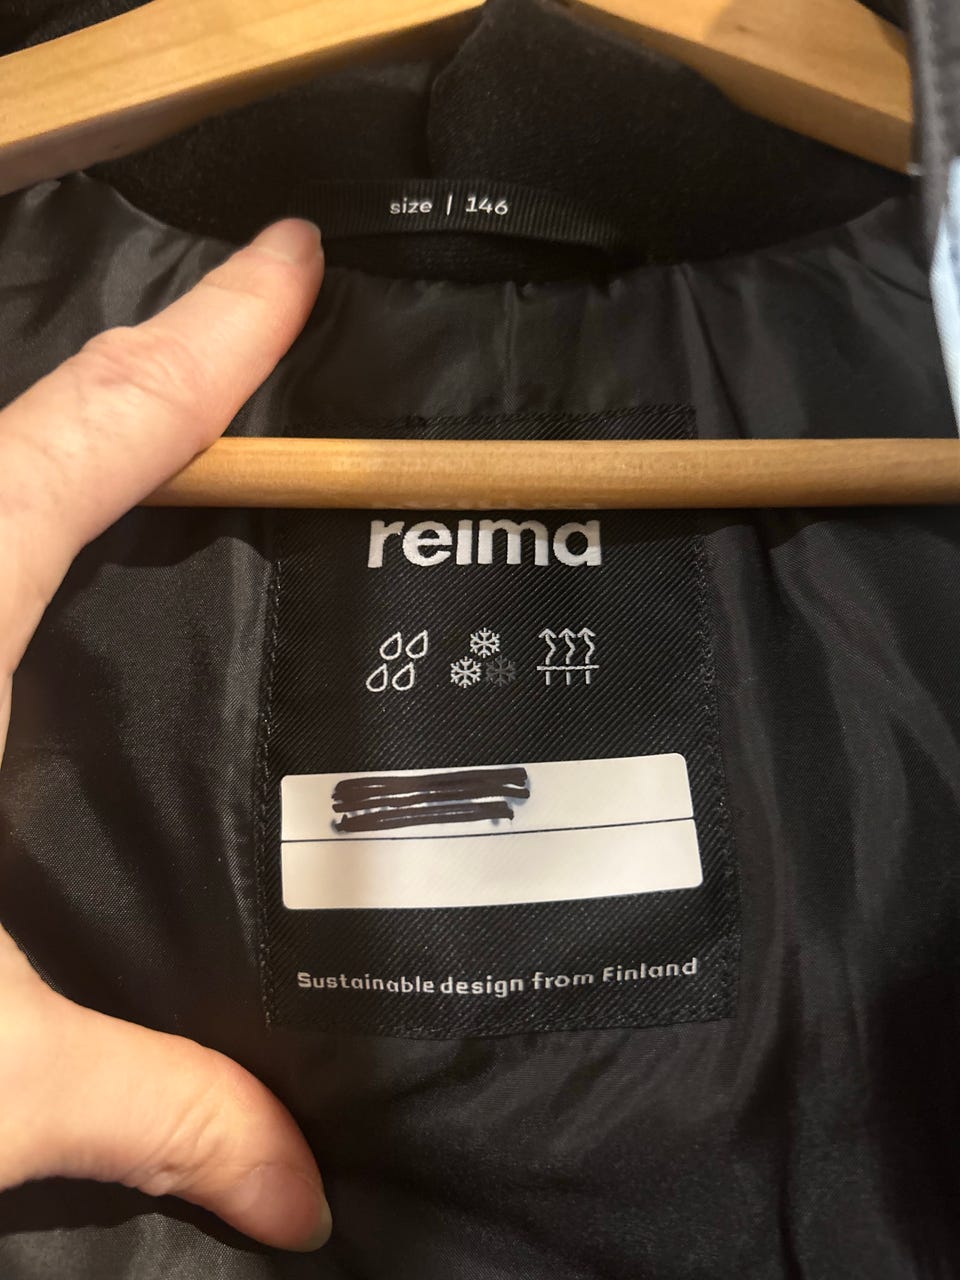 size | 146
reima
Sustainable design from Finland